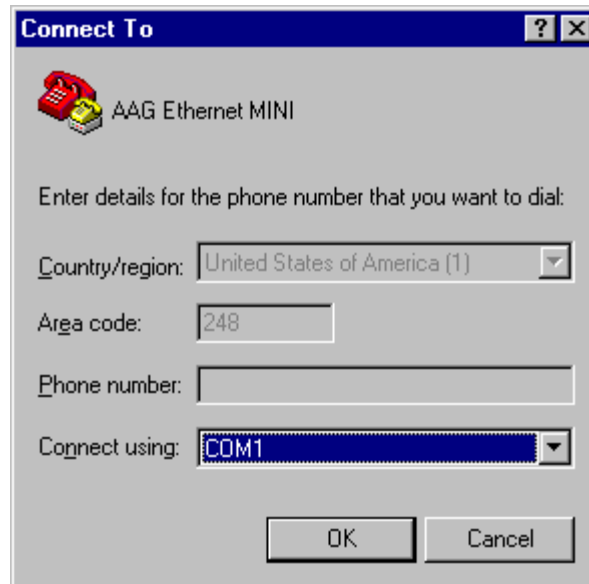 Connect To
AAG Ethernet MINI
Enter details for the phone number that you want to dial:
Country/region: United States of America (1)
Area code: 248
Phone number:
Connect using: COM1
OK Cancel